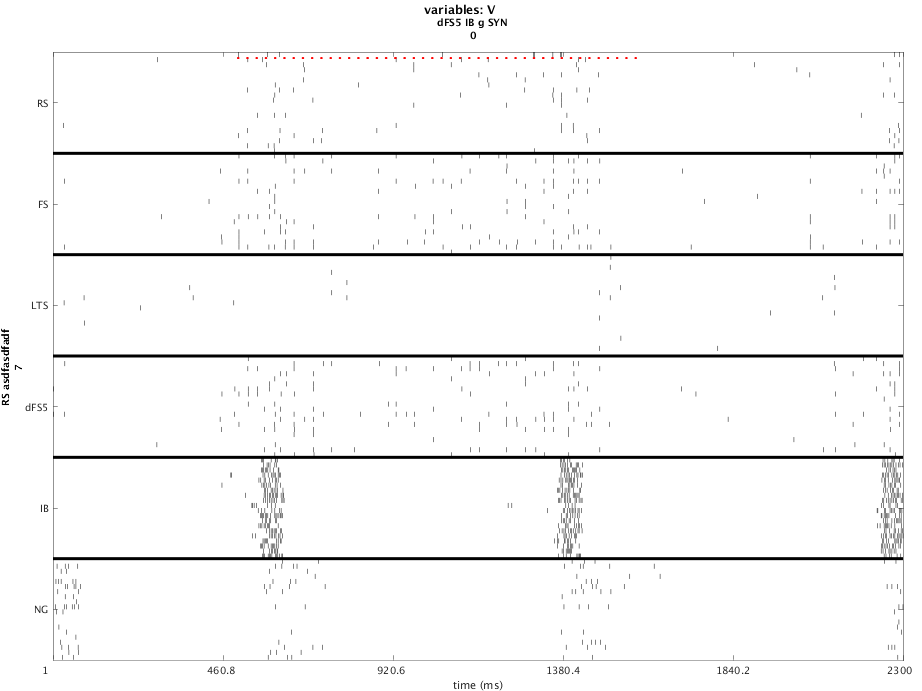 variables: V
dFS5 IB g SYN
0
RS
FS
LTS
dFS5
IB
NG
RS asdfasdfadf
7
1
460.8
920.6
1380.4
1840.2
2300
time (ms)